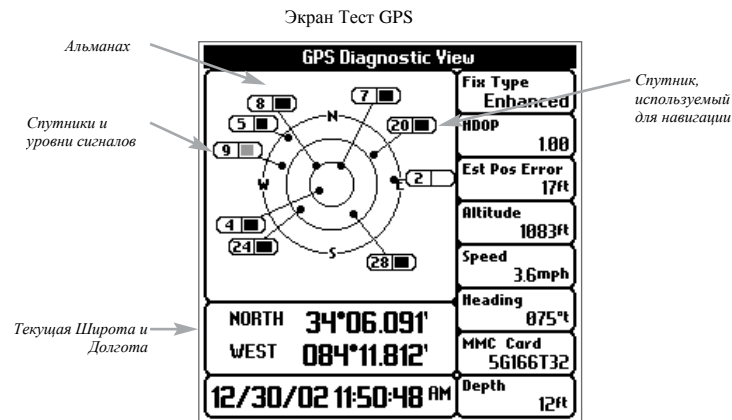 Экран Тест GPS
Альманах
GPS Diagnostic View
Fix Type
Enhanced
Спутник,
используемый
для навигации
8
7
5
20
HDOP
1.00
Спутники и
уровни сигналов
9
N
W
E
2
Est Pos Error
17ft
4
24
S
28
Altitude
1083ft
Speed
3.6mph
Текущая Широта и
Долгота
NORTH 34°06.091'
WEST 084°11.812'
Heading
075°t
MMC Card
5G166T32
12/30/02 11:50:48 AM
Depth
12ft